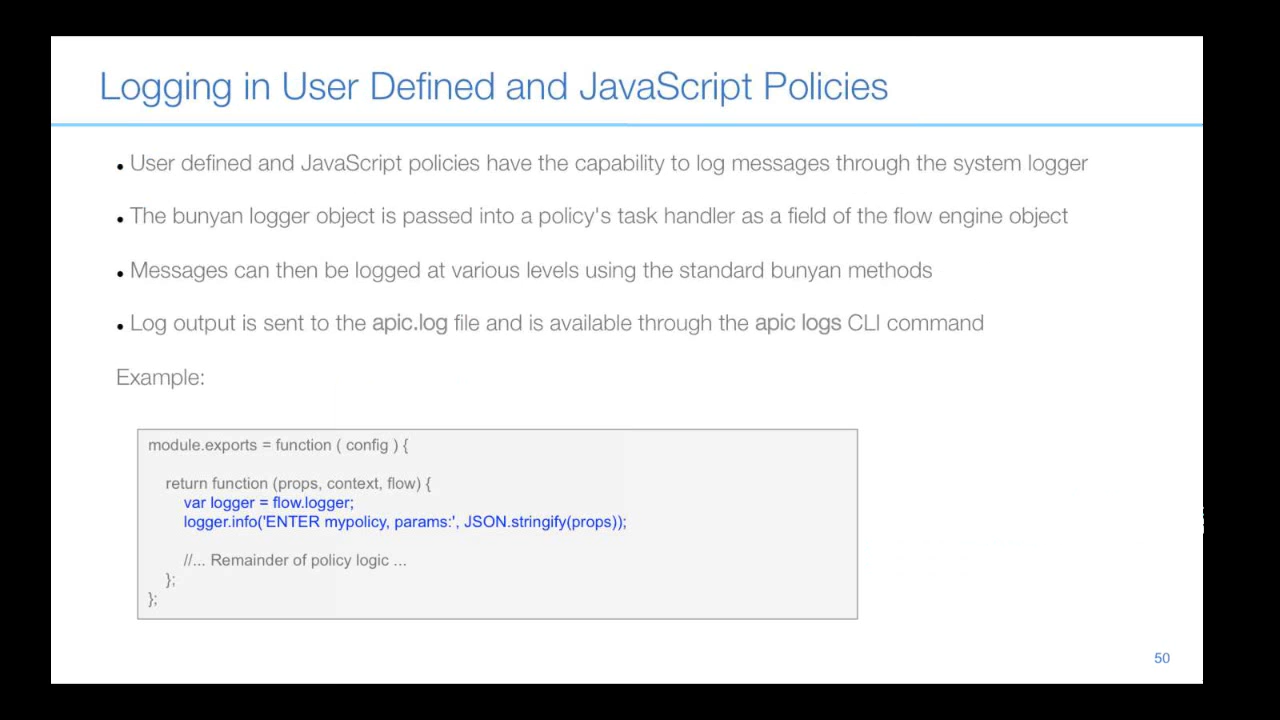 Logging in User Defined and JavaScript Policies
• User defined and JavaScript policies have the capability to log messages through the system logger
• The bunyan logger object is passed into a policy's task handler as a field of the flow engine object
• Messages can then be logged at various levels using the standard bunyan methods
• Log output is sent to the apic.log file and is available through the apic logs CLI command
Example:
module.exports = function ( config ) {
return function (props, context, flow) {
var logger = flow.logger;
logger.info('ENTER mypolicy, params:', JSON.stringify(props));
//... Remainder of policy logic ...
};
};
50